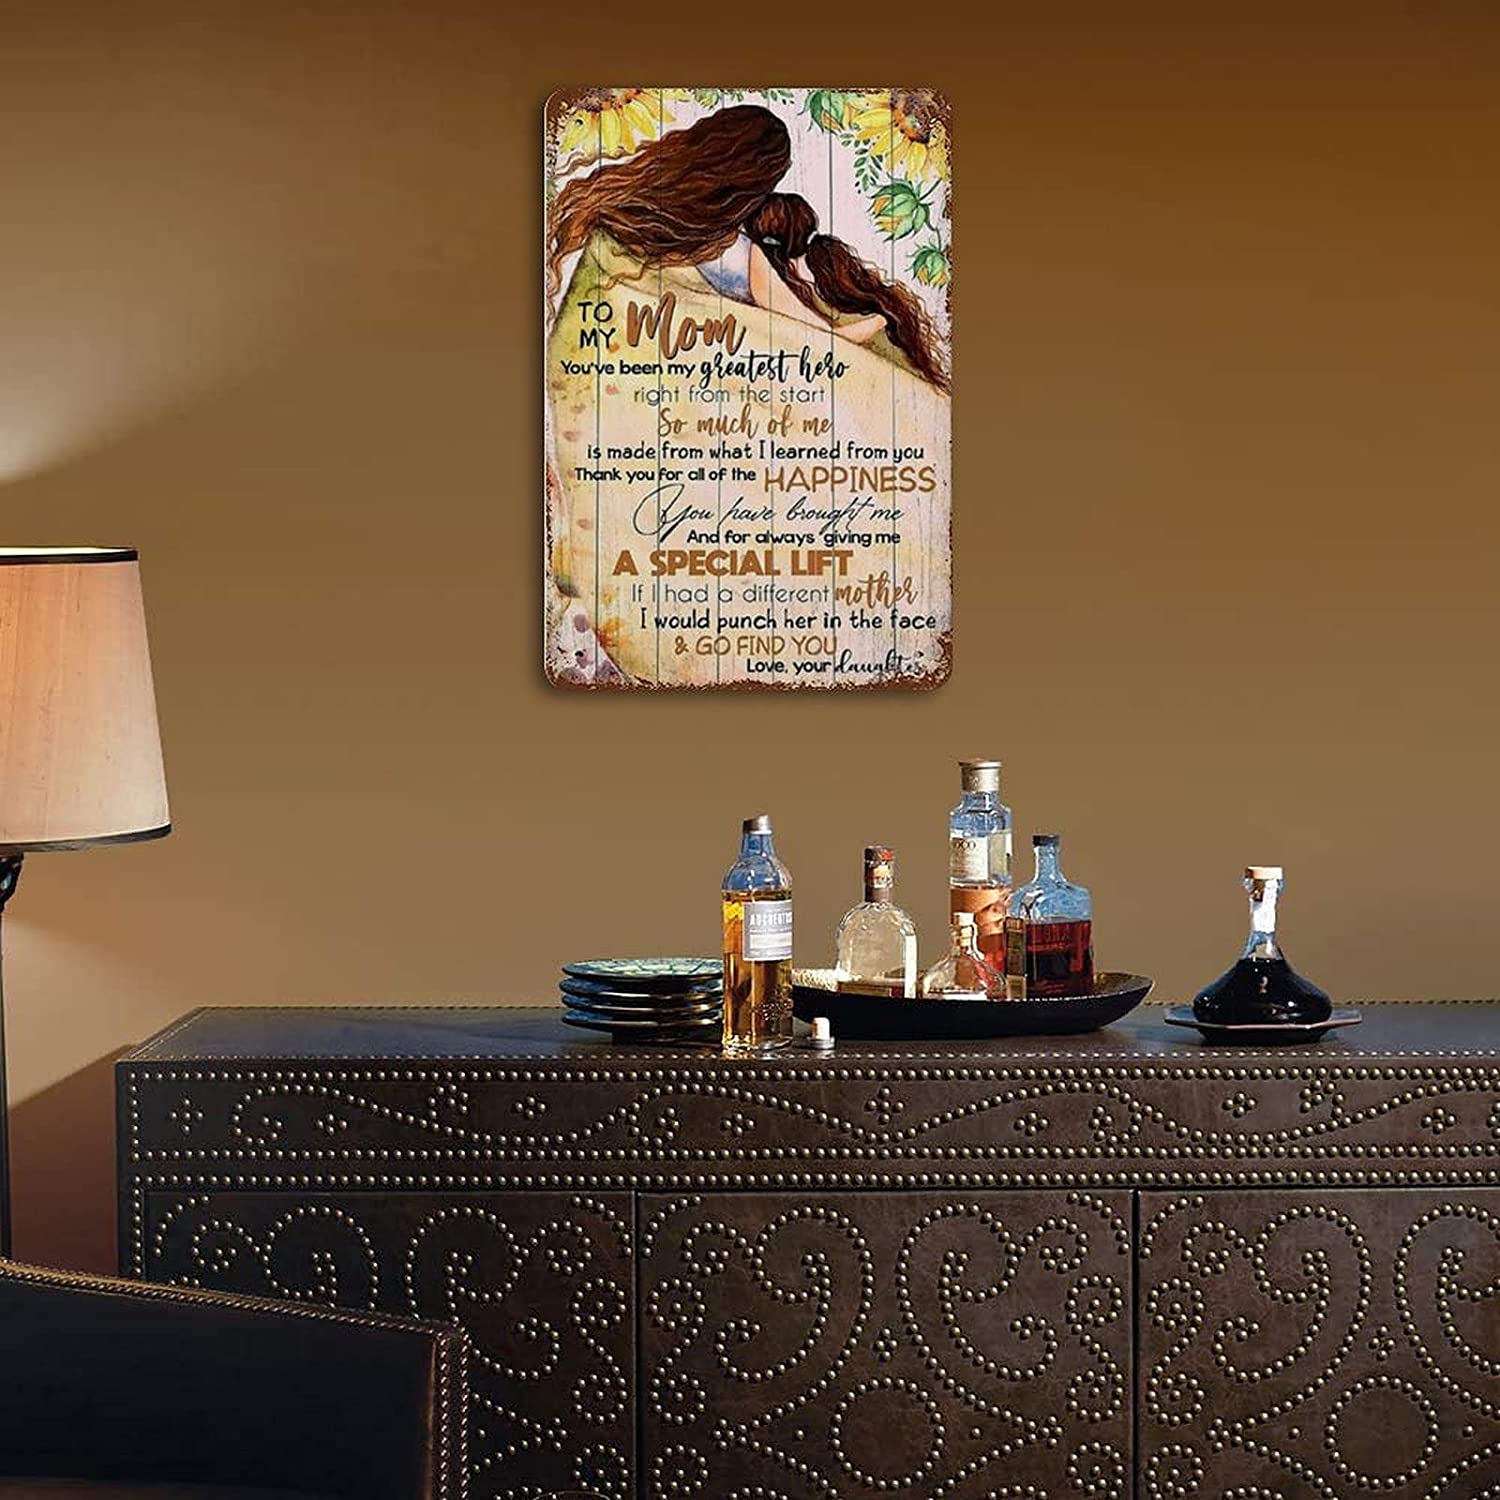 TO
MY Mom
You've been my greatest hero
right from the start
So much of me
is made from what I learned from you
Thank you for all of the HAPPINESS
You have brought me
And for always giving me
A SPECIAL LIFT
If I had a different mother
I would punch her in the face
& GO FIND YOU
Love, your daughter